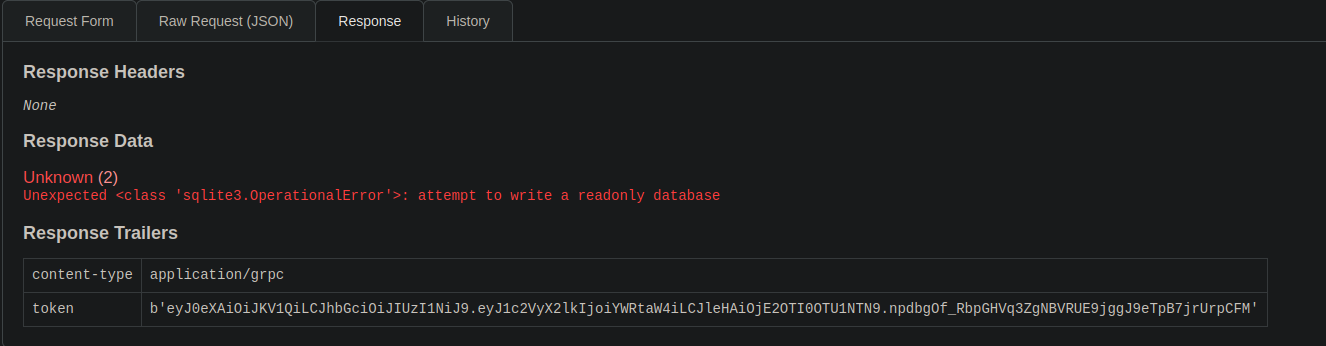 Request Form
Raw Request (JSON)
Response
History
Response Headers
None
Response Data
Unknown (2)
Unexpected <class 'sqlite3.OperationalError'>: attempt to write a readonly database
Response Trailers
content-type application/grpc
token b'eyJ0eXAiOiJKV1QiLCJhbGciOiJIUzI1NiJ9.eyJ1c2VyX2lkIjoiYWRtaW4iLCJleHAiOjE2OTI0OTU1NTN9.npdbgOf_RbpGHVq3ZgNBVRUE9jggJ9eTpB7jrUrpCFM'